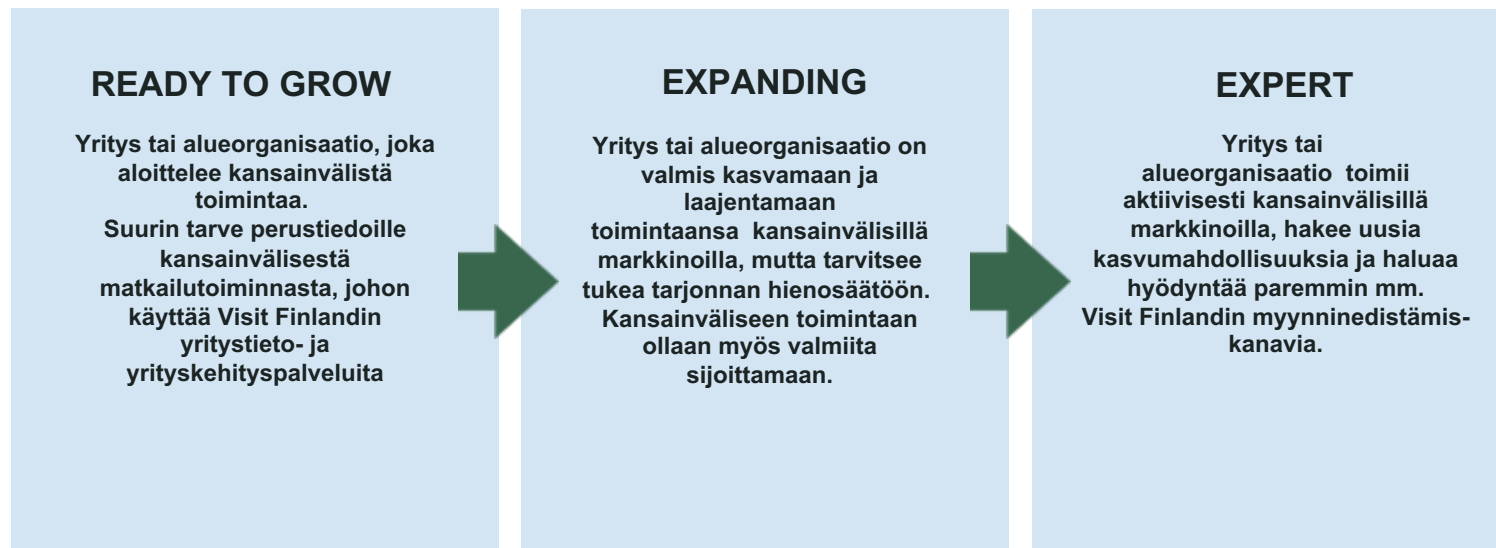 READY TO GROW
Yritys tai alueorganisaatio, joka
aloittelee kansainvälistä
toimintaa.
Suurin tarve perustiedoille
kansainvälisestä
matkailutoiminnasta, johon
käyttää Visit Finlandin
yritystieto- ja
yrityskehityspalveluita
EXPANDING
Yritys tai alueorganisaatio on
valmis kasvamaan ja
laajentamaan
toimintaansa  kansainvälisillä
markkinoilla, mutta tarvitsee
tukea tarjonnan hienosäätöön.
Kansainväliseen toimintaan
ollaan myös valmiita
sijoittamaan.
EXPERT
Yritys tai
alueorganisaatio  toimii
aktiivisesti kansainvälisillä
markkinoilla, hakee uusia
kasvumahdollisuuksia ja haluaa
hyödyntää paremmin mm.
Visit Finlandin myynninedistämis-
kanavia.